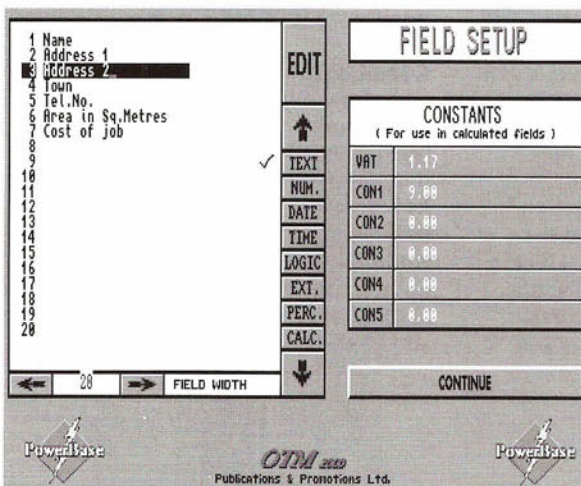 1 Name
2 Address 1
3 Address 2_
4 Town
5 Tel.No.
6 Area in Sq.Metres
7 Cost of job
8
9
10
11
12
13
14
15
16
17
18
19
20
28 FIELD WIDTH
EDIT
TEXT
NUM.
DATE
TIME
LOGIC
EXT.
PERC.
CALC.
FIELD SETUP
CONSTANTS
( For use in calculated fields )
VAT 1.17
CON1 9.00
CON2 0.00
CON3 0.00
CON4 0.00
CON5 0.00
CONTINUE
PowerBase
OTM 2000
Publications & Promotions Ltd.
PowerBase